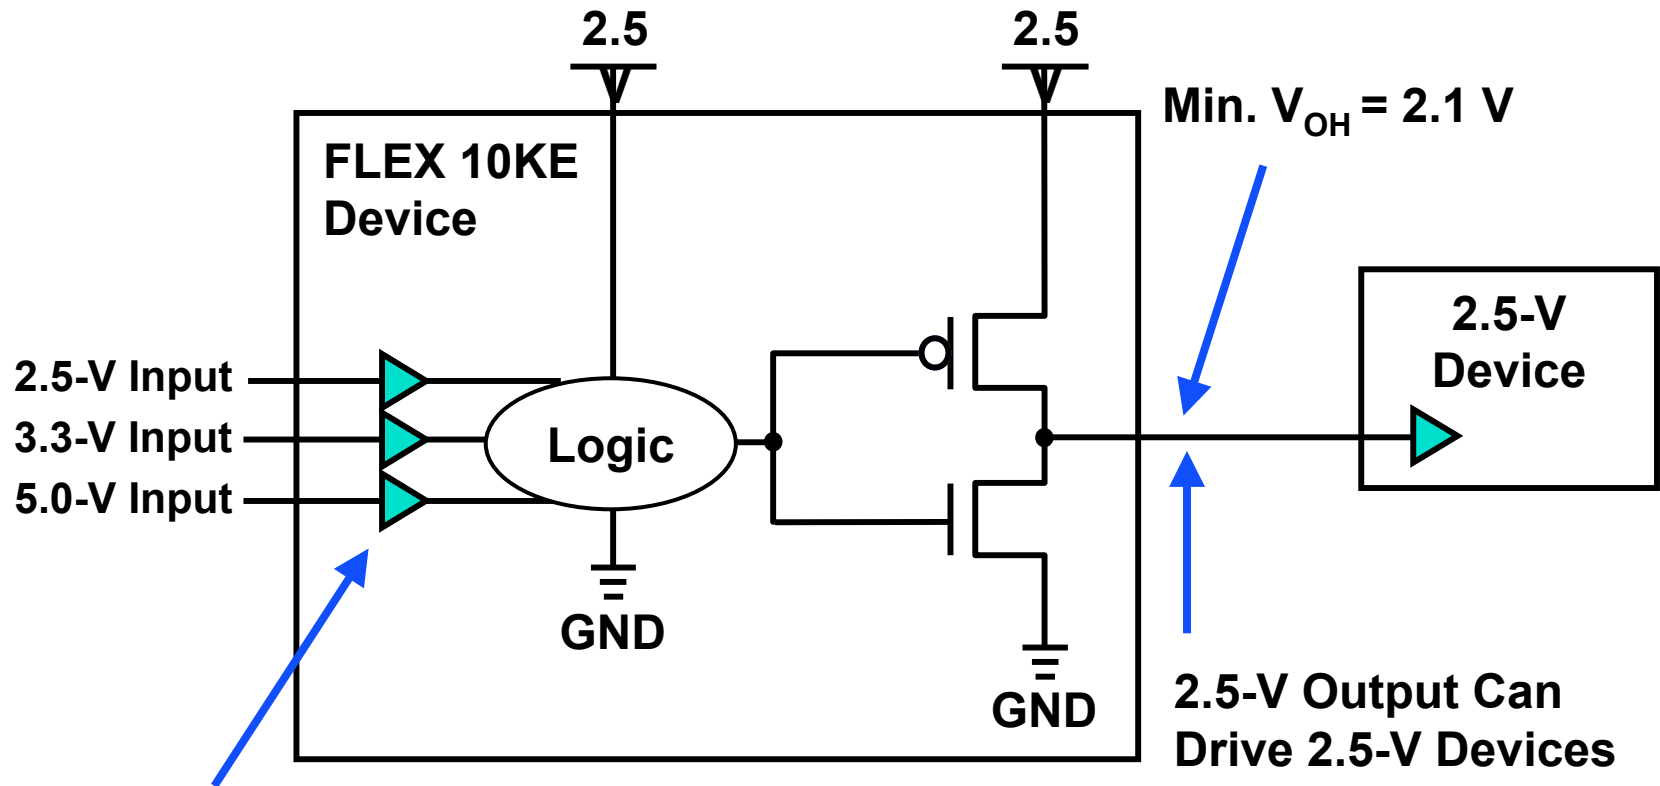 2.5
2.5
V
V
Min. VOH = 2.1 V
FLEX 10KE
Device
2.5-V
Device
2.5-V Input
3.3-V Input
5.0-V Input
Logic
GND
GND
2.5-V Output Can
Drive 2.5-V Devices